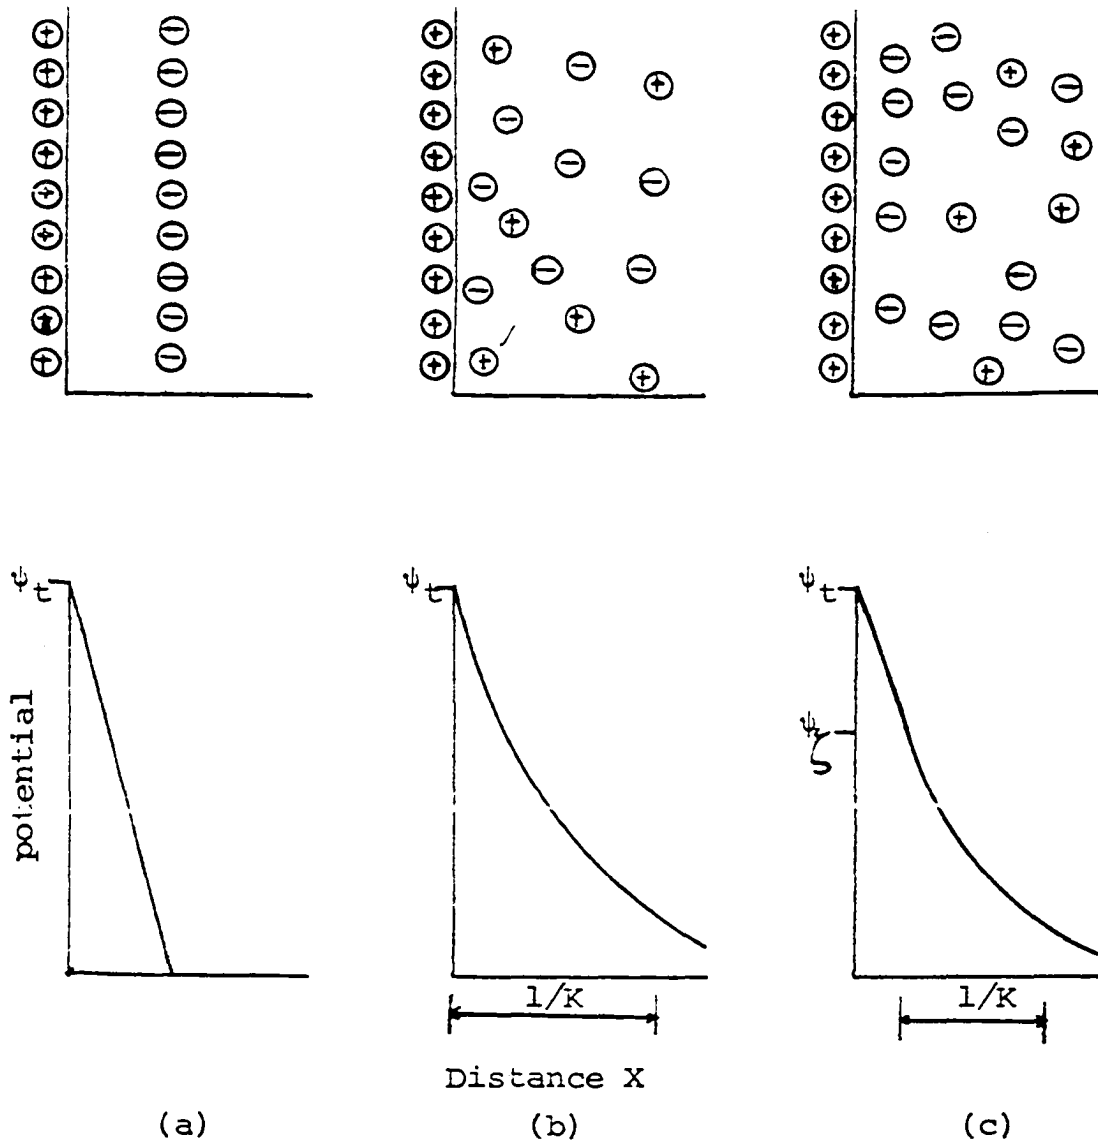 ψt ψt ψt
ψζ
potential
1/K 1/K
Distance X
(a) (b) (c)